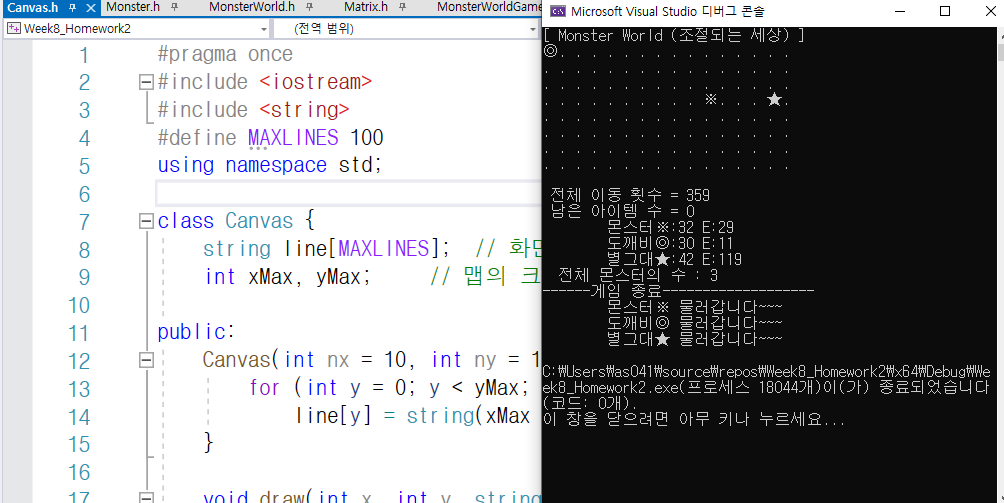 Canvas.h Monster.h MonsterWorld.h Matrix.h MonsterWorldGame
Week8_Homework2 (전역 범위)
1 #pragma once
2 #include <iostream>
3 #include <string>
4 #define MAXLINES 100
5 using namespace std;
6
7 class Canvas {
8 string line[MAXLINES]; // 화면
9 int xMax, yMax; // 맵의 크
10
11 public:
12 Canvas(int nx = 10, int ny = 1
13 for (int y = 0; y < yMax;
14 line[y] = string(xMax
15 }
16
17 void draw(int x, int y, string
Microsoft Visual Studio 디버그 콘솔
[ Monster World (조절되는 세상) ]
◎. . . . . . . . . . . . . . .
. . . . . . . . . . . . . . . .
. . . . . . . . . . . . . . . .
. . . . . . . . . . ※. . . ★.
. . . . . . . . . . . . . . . .
. . . . . . . . . . . . . . . .
. . . . . . . . . . . . . . . .
. . . . . . . . . . . . . . . .
전체 이동 횟수 = 359
남은 아이템 수 = 0
몬스터※:32 E:29
도깨비◎:30 E:11
별그대★:42 E:119
전체 몬스터의 수 : 3
------게임 종료-------------------
몬스터※ 물러갑니다~~~
도깨비◎ 물러갑니다~~~
별그대★ 물러갑니다~~~
C:₩Users₩as041₩source₩repos₩Week8_Homework2₩x64₩Debug₩We
ek8_Homework2.exe(프로세스 18044개)이(가) 종료되었습니다
(코드: 0개).
이 창을 닫으려면 아무 키나 누르세요...